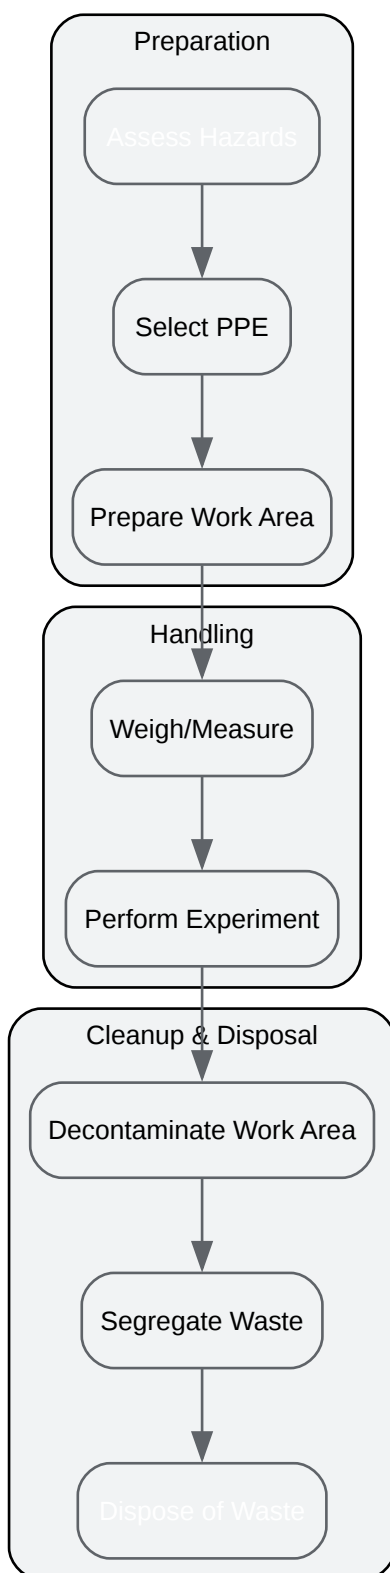 Preparation
Assess Hazards
Select PPE
Prepare Work Area
Handling
Weigh/Measure
Perform Experiment
Cleanup & Disposal
Decontaminate Work Area
Segregate Waste
Dispose of Waste